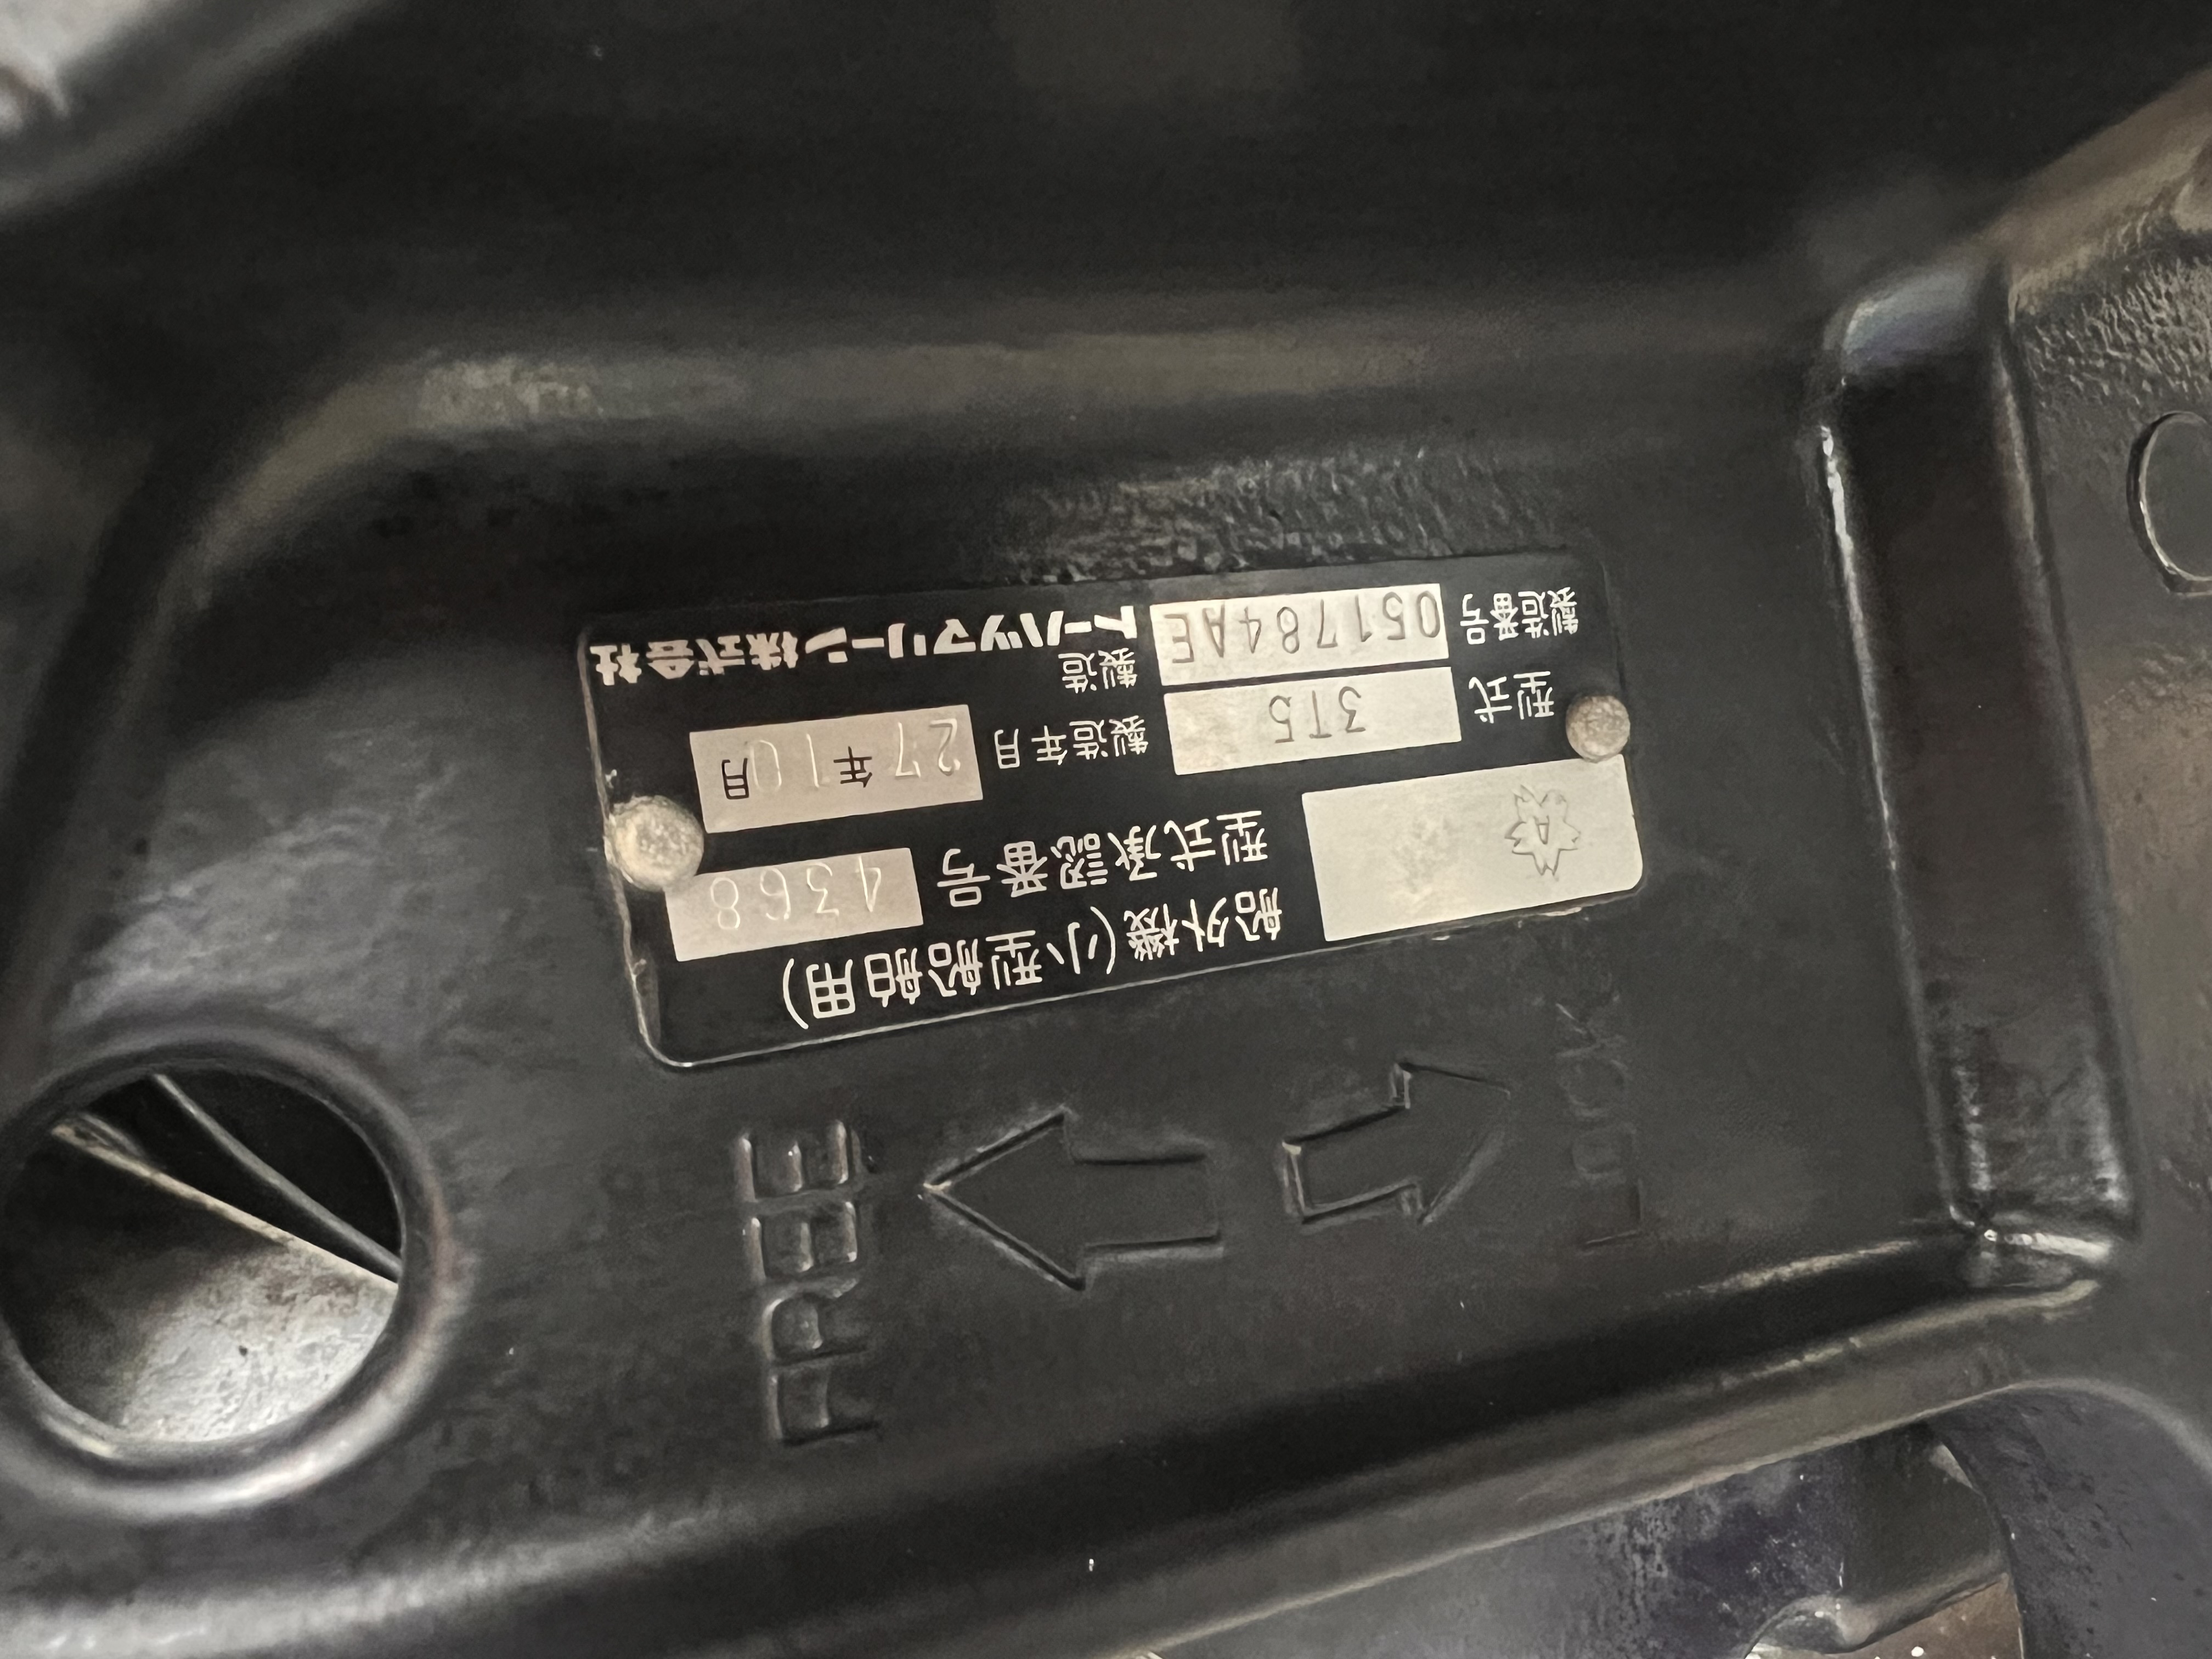 LOCK
FREE
船外機(小型船舶用)
A
型式承認番号 4368
型式 3T5 製造年月 27年10月
製造番号 051784AE 製造 トーハツマリーン株式会社